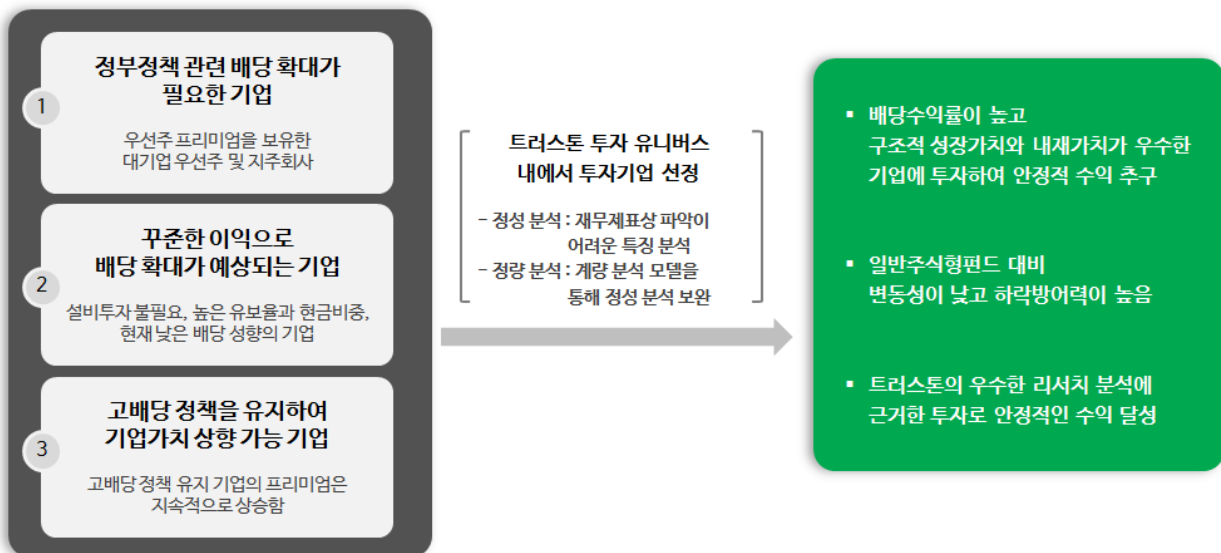 1
정부정책 관련 배당 확대가
필요한 기업
우선주 프리미엄을 보유한
대기업 우선주 및 지주회사
2
꾸준한 이익으로
배당 확대가 예상되는 기업
설비투자 불필요, 높은 유보율과 현금비중,
현재 낮은 배당 성향의 기업
3
고배당 정책을 유지하여
기업가치 상향 가능 기업
고배당 정책 유지 기업의 프리미엄은
지속적으로 상승함
트러스톤 투자 유니버스
내에서 투자기업 선정
- 정성 분석 : 재무제표상 파악이
어려운 특징 분석
- 정량 분석 : 계량 분석 모델을
통해 정성 분석 보완
▪ 배당수익률이 높고
구조적 성장가치와 내재가치가 우수한
기업에 투자하여 안정적 수익 추구
▪ 일반주식형펀드 대비
변동성이 낮고 하락방어력이 높음
▪ 트러스톤의 우수한 리서치 분석에
근거한 투자로 안정적인 수익 달성